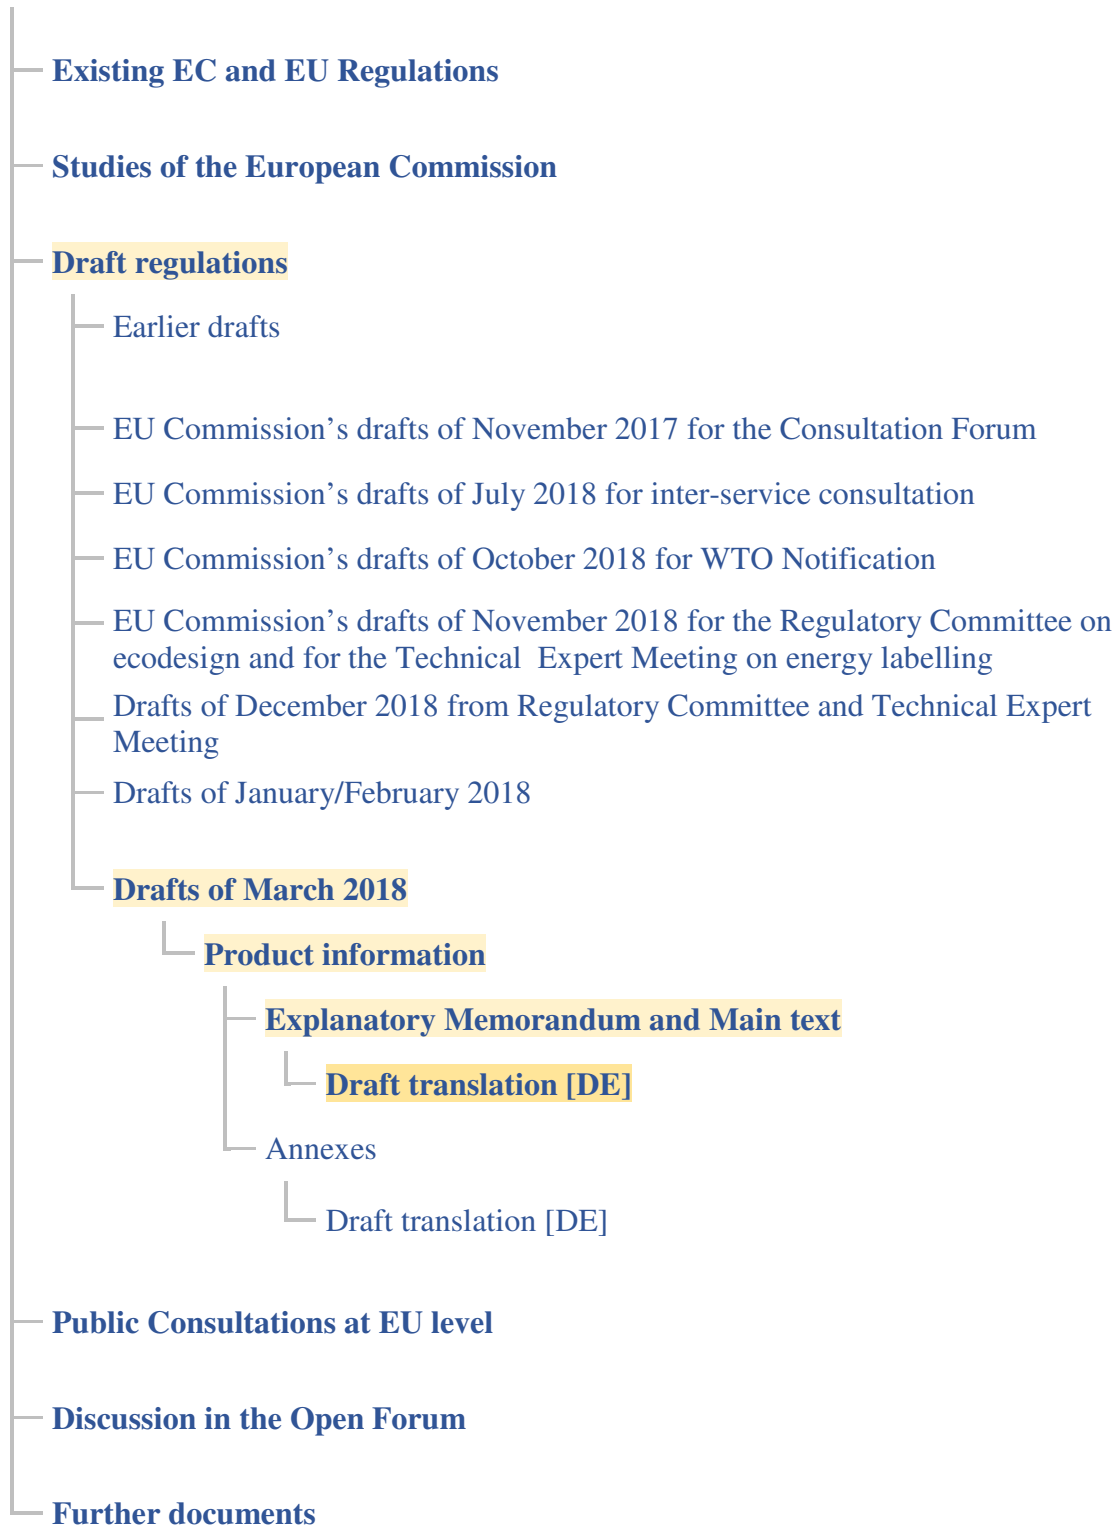 Existing EC and EU Regulations
Studies of the European Commission
Draft regulations
Earlier drafts
EU Commission’s drafts of November 2017 for the Consultation Forum
EU Commission’s drafts of July 2018 for inter-service consultation
EU Commission’s drafts of October 2018 for WTO Notification
EU Commission’s drafts of November 2018 for the Regulatory Committee on
ecodesign and for the Technical Expert Meeting on energy labelling
Drafts of December 2018 from Regulatory Committee and Technical Expert
Meeting
Drafts of January/February 2018
Drafts of March 2018
Product information
Explanatory Memorandum and Main text
Draft translation [DE]
Annexes
Draft translation [DE]
Public Consultations at EU level
Discussion in the Open Forum
Further documents